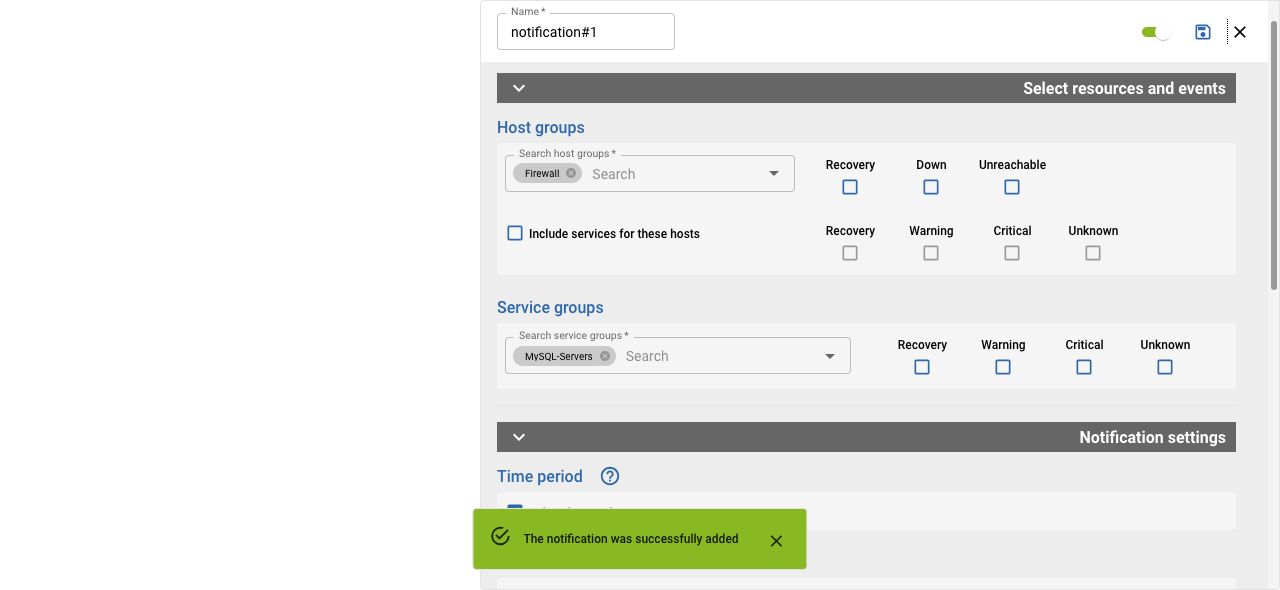 Name *
notification#1
Select resources and events
Host groups
Search host groups *
Firewall
Search
Recovery Down Unreachable
Include services for these hosts
Recovery Warning Critical Unknown
Service groups
Search service groups *
MySQL-Servers
Search
Recovery Warning Critical Unknown
Notification settings
Time period
The notification was successfully added